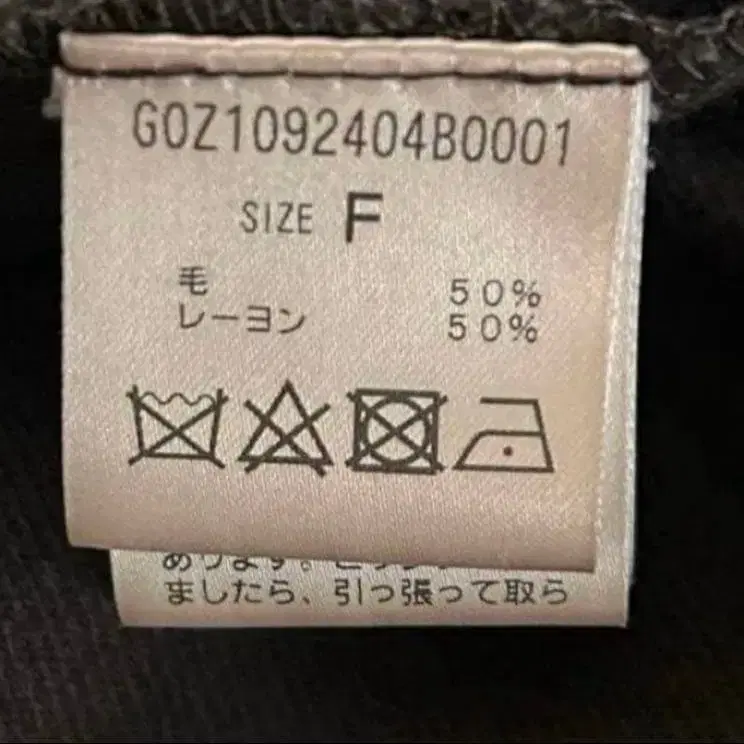 G0Z1092404B0001
SIZE F
毛 50%
レーヨン 50%
ましたら、引っ張って取ら